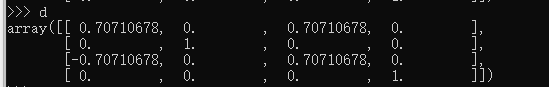 >>> d
array([[ 0.70710678,  0.        ,  0.70710678,  0.        ],
       [ 0.        ,  1.        ,  0.        ,  0.        ],
       [-0.70710678,  0.        ,  0.70710678,  0.        ],
       [ 0.        ,  0.        ,  0.        ,  1.        ]])